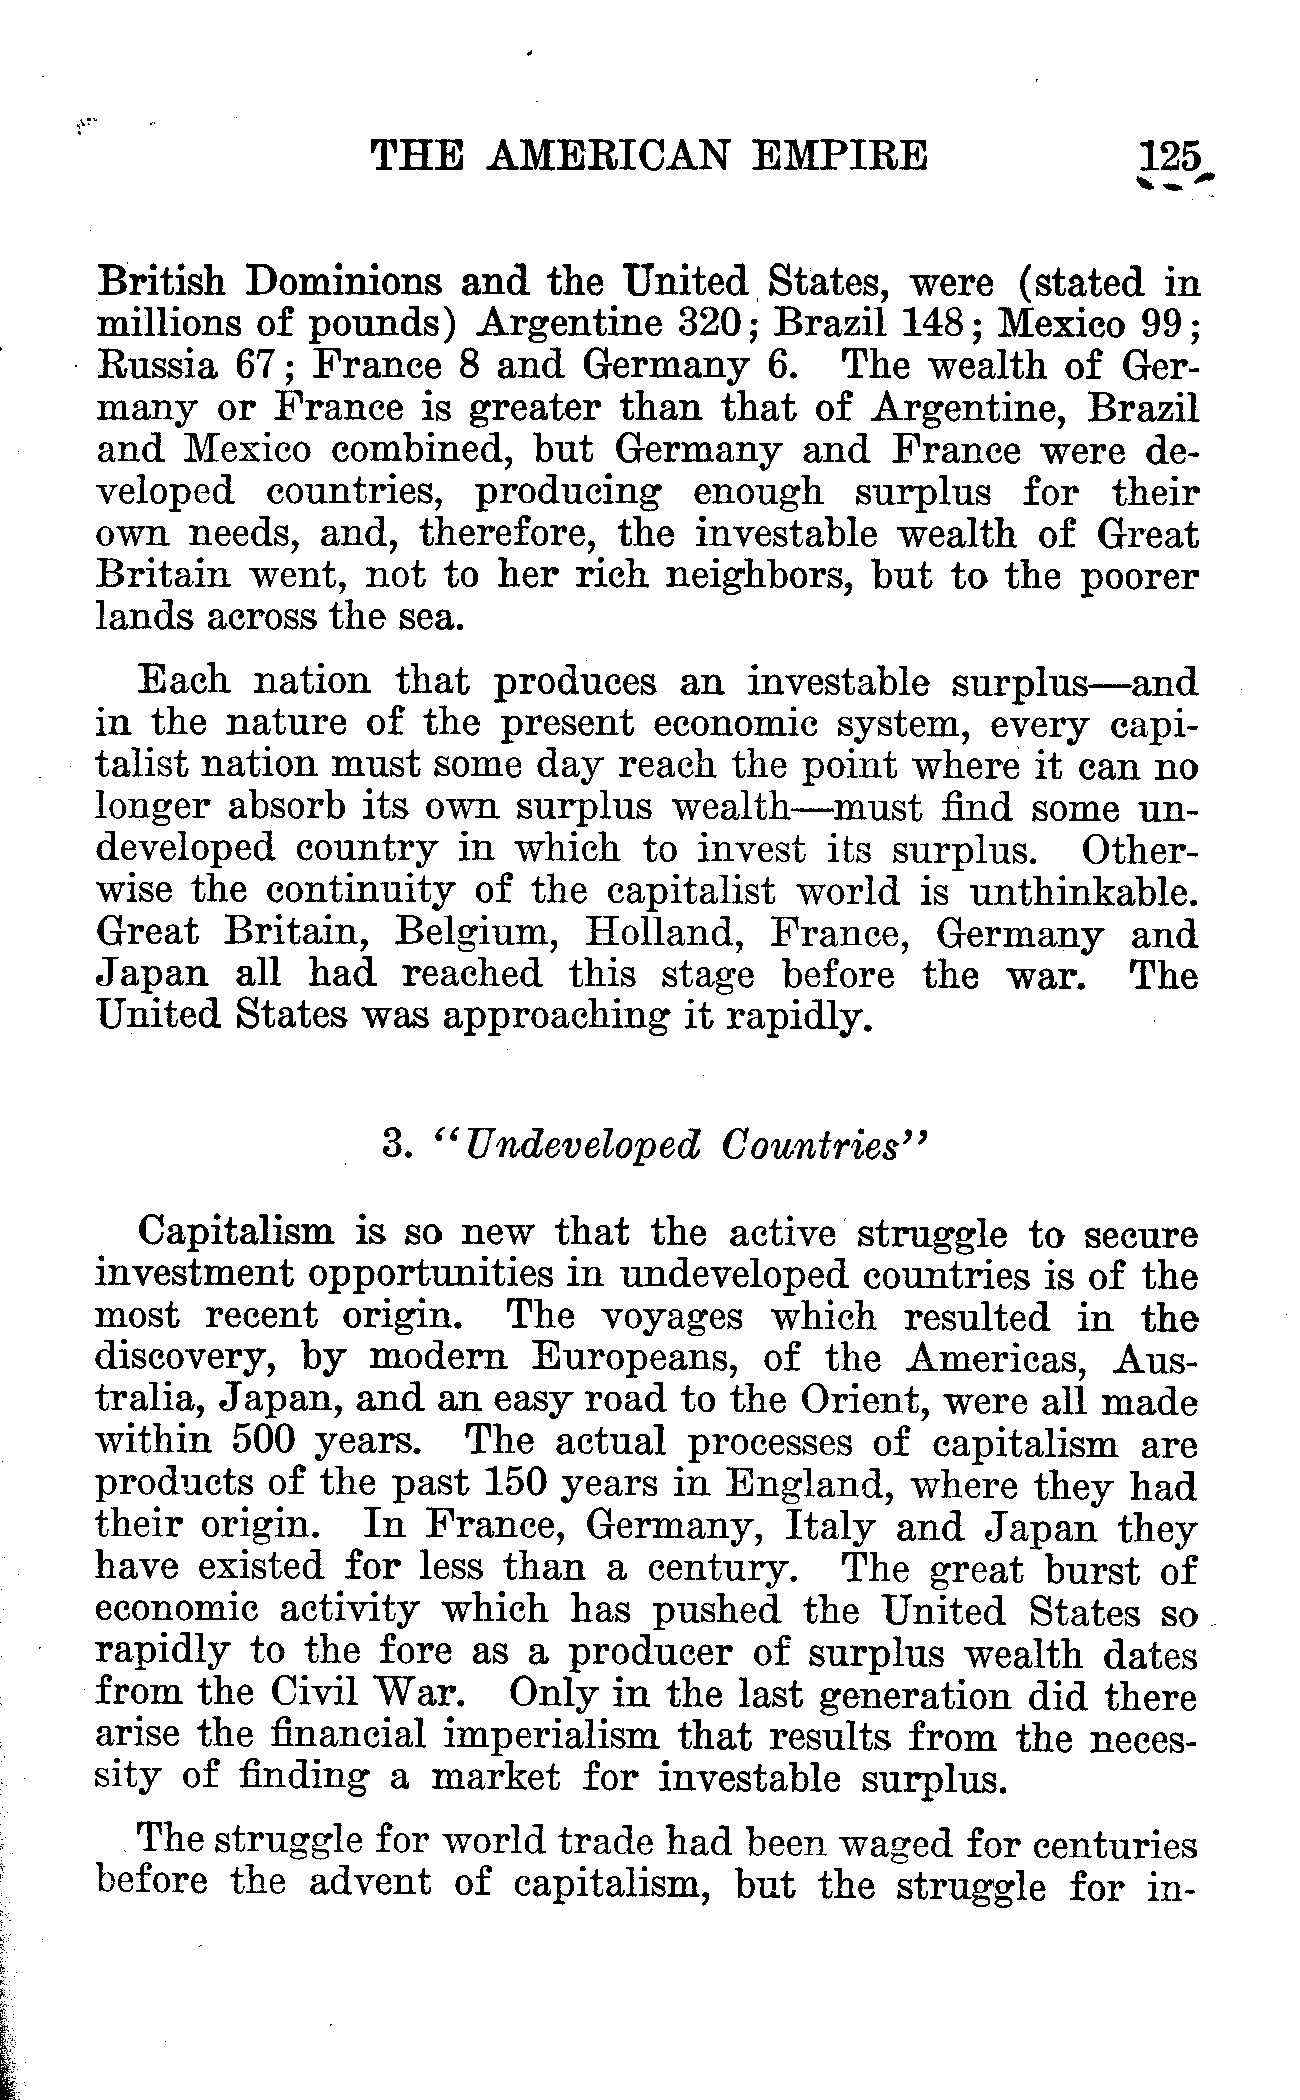 THE AMERICAN EMPIRE 125
British Dominions and the United States, were (stated in
millions of pounds) Argentine 320; Brazil 148; Mexico 99;
Russia 67; France 8 and Germany 6. The wealth of Ger-
many or France is greater than that of Argentine, Brazil
and Mexico combined, but Germany and France were de-
veloped countries, producing enough surplus for their
own needs, and, therefore, the investable wealth of Great
Britain went, not to her rich neighbors, but to the poorer
lands across the sea.
Each nation that produces an investable surplus—and
in the nature of the present economic system, every capi-
talist nation must some day reach the point where it can no
longer absorb its own surplus wealth—must find some un-
developed country in which to invest its surplus. Other-
wise the continuity of the capitalist world is unthinkable.
Great Britain, Belgium, Holland, France, Germany and
Japan all had reached this stage before the war. The
United States was approaching it rapidly.
3. "Undeveloped Countries"
Capitalism is so new that the active struggle to secure
investment opportunities in undeveloped countries is of the
most recent origin. The voyages which resulted in the
discovery, by modern Europeans, of the Americas, Aus-
tralia, Japan, and an easy road to the Orient, were all made
within 500 years. The actual processes of capitalism are
products of the past 150 years in England, where they had
their origin. In France, Germany, Italy and Japan they
have existed for less than a century. The great burst of
economic activity which has pushed the United States so
rapidly to the fore as a producer of surplus wealth dates
from the Civil War. Only in the last generation did there
arise the financial imperialism that results from the neces-
sity of finding a market for investable surplus.
The struggle for world trade had been waged for centuries
before the advent of capitalism, but the struggle for in-